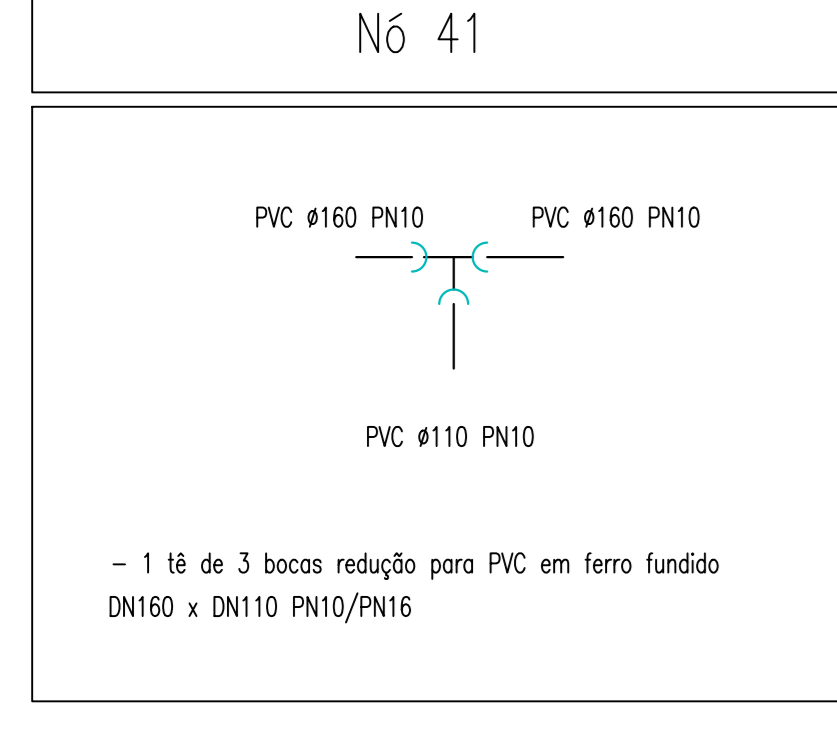 Nó 41
PVC ø160 PN10
PVC ø160 PN10
PVC ø110 PN10
– 1 tê de 3 bocas redução para PVC em ferro fundido
DN160 x DN110 PN10/PN16